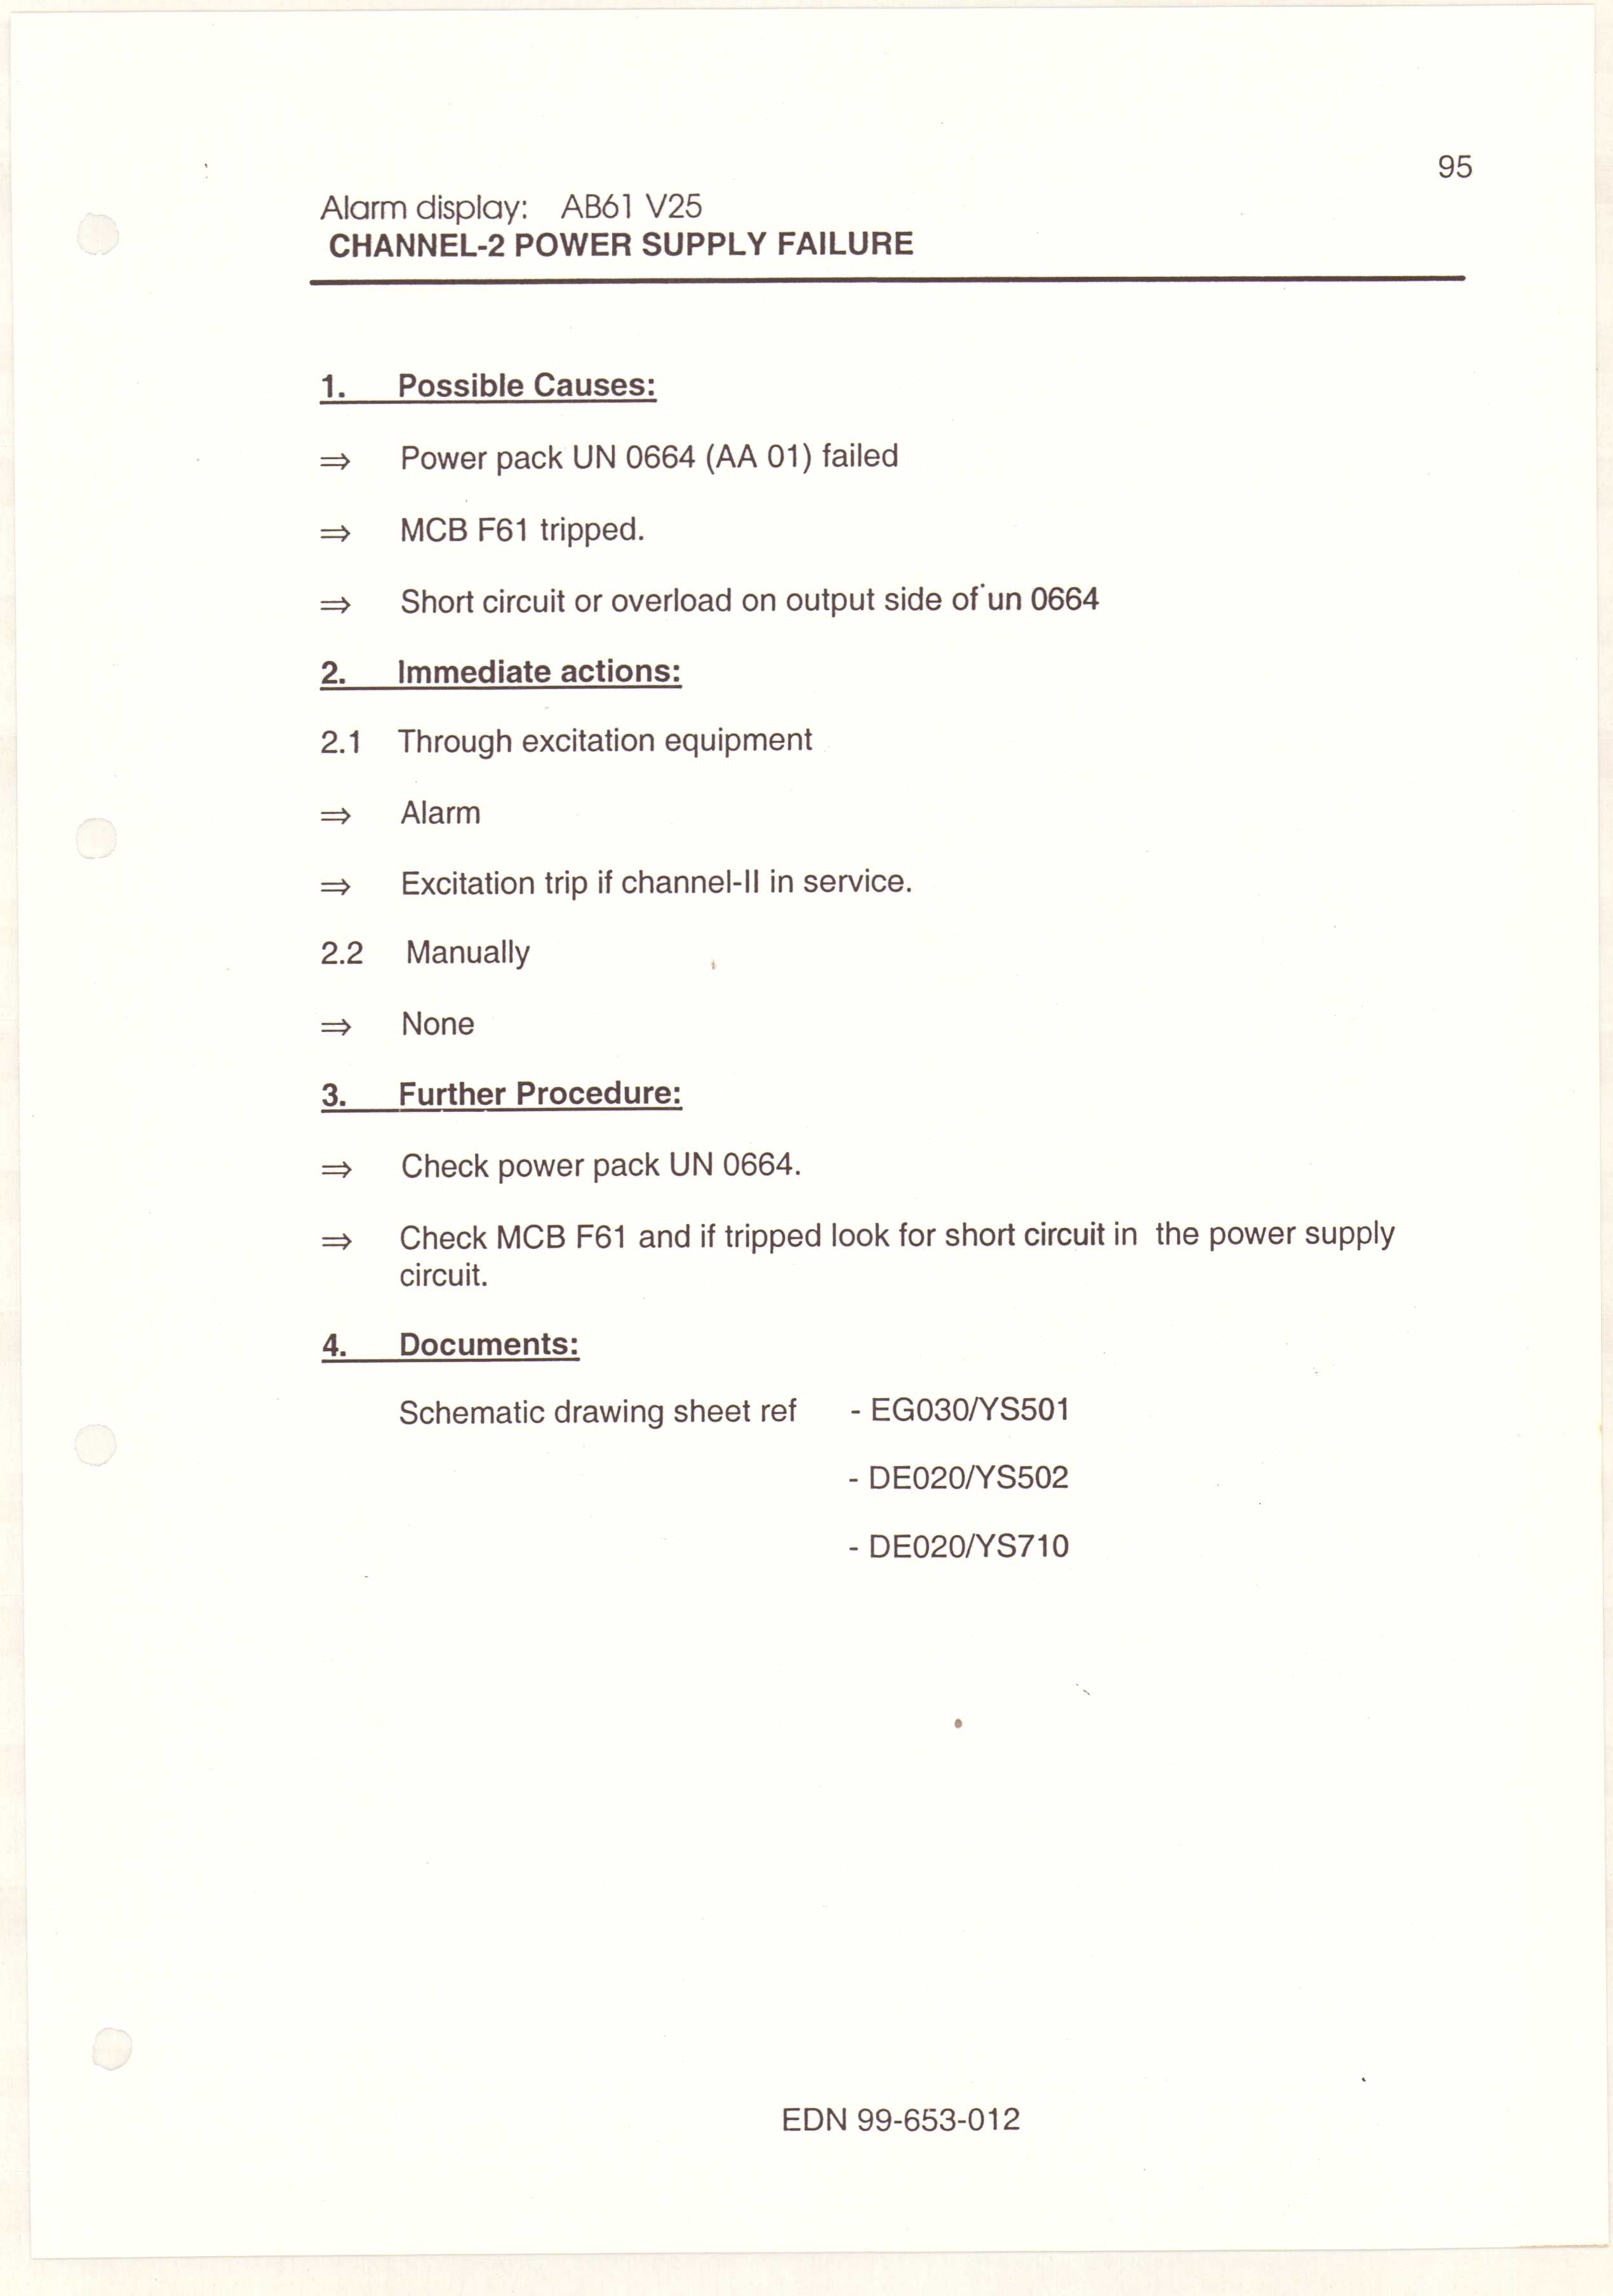 95
Alarm display: AB61 V25
CHANNEL-2 POWER SUPPLY FAILURE
1. Possible Causes:
⇒ Power pack UN 0664 (AA 01) failed
⇒ MCB F61 tripped.
⇒ Short circuit or overload on output side of un 0664
2. Immediate actions:
2.1 Through excitation equipment
⇒ Alarm
⇒ Excitation trip if channel-II in service.
2.2 Manually
⇒ None
3. Further Procedure:
⇒ Check power pack UN 0664.
⇒ Check MCB F61 and if tripped look for short circuit in the power supply
circuit.
4. Documents:
Schematic drawing sheet ref - EG030/YS501
- DE020/YS502
- DE020/YS710
EDN 99-653-012